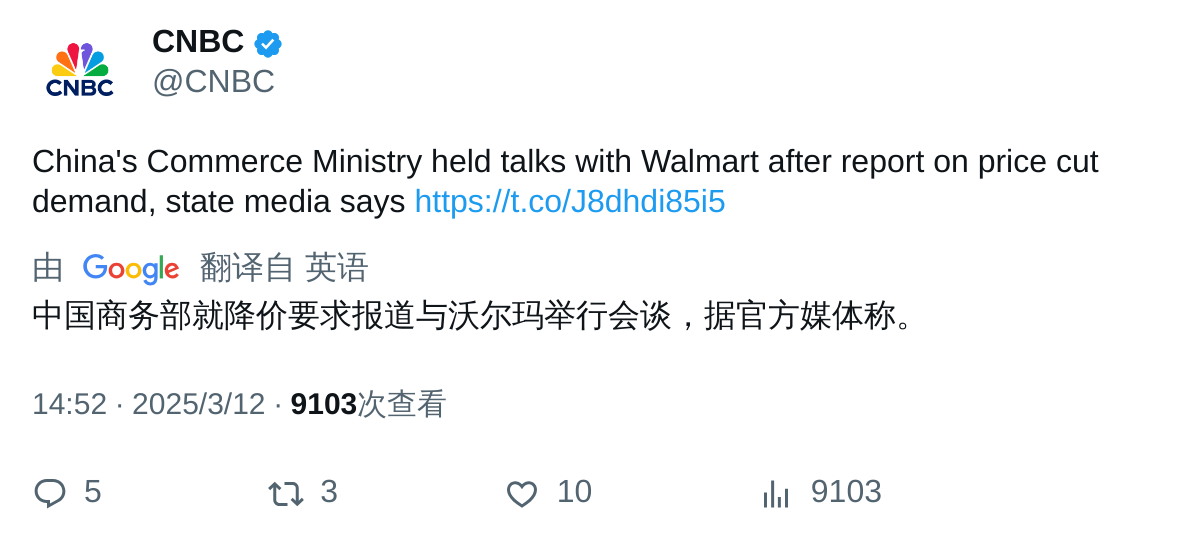 CNBC
CNBC
@CNBC
China's Commerce Ministry held talks with Walmart after report on price cut
demand, state media says https://t.co/J8dhdi85i5
由 Google 翻译自 英语
中国商务部就降价要求报道与沃尔玛举行会谈，据官方媒体称。
14:52 · 2025/3/12 · 9103次查看
5 3 10 9103